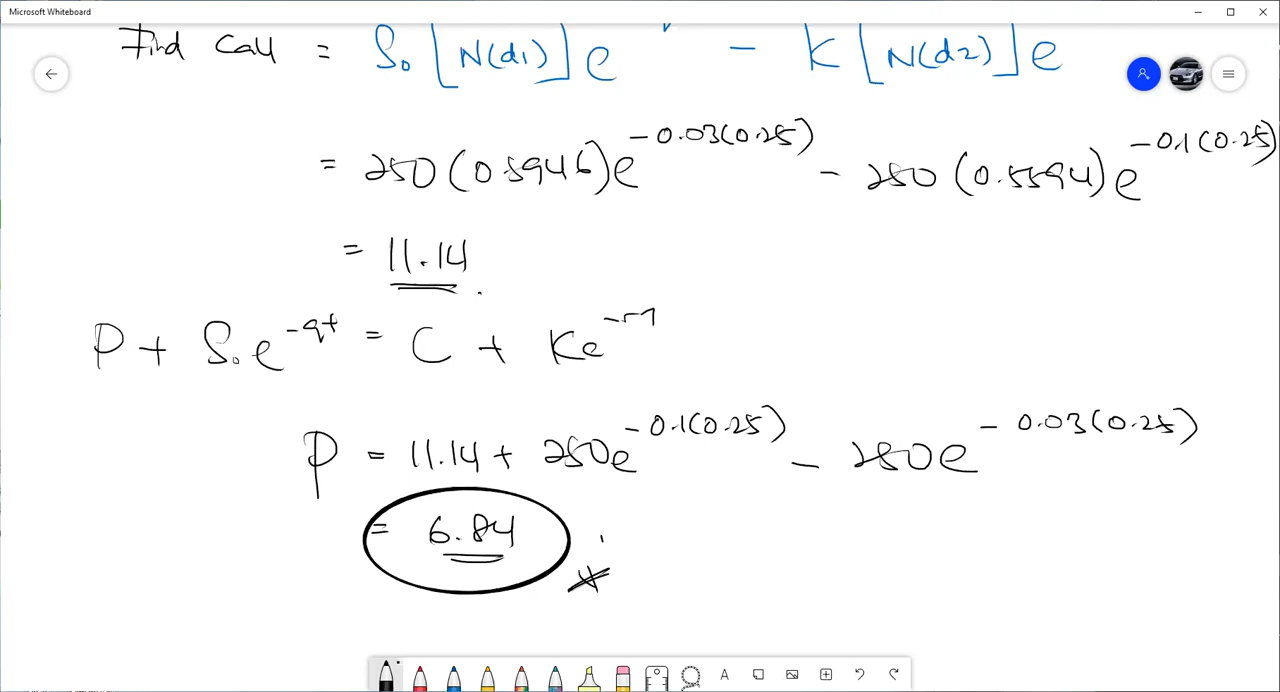 Microsoft Whiteboard
Find Call = S₀ [N(d1)] e - K [N(d2)] e
= 250 (0.5946) e^-0.03(0.25) - 250 (0.5594) e^-0.1(0.25)
= 11.14
P + S₀e^-qt = C + Ke^-rT
P = 11.14 + 250e^-0.1(0.25) - 250e^-0.03(0.25)
= 6.84
A